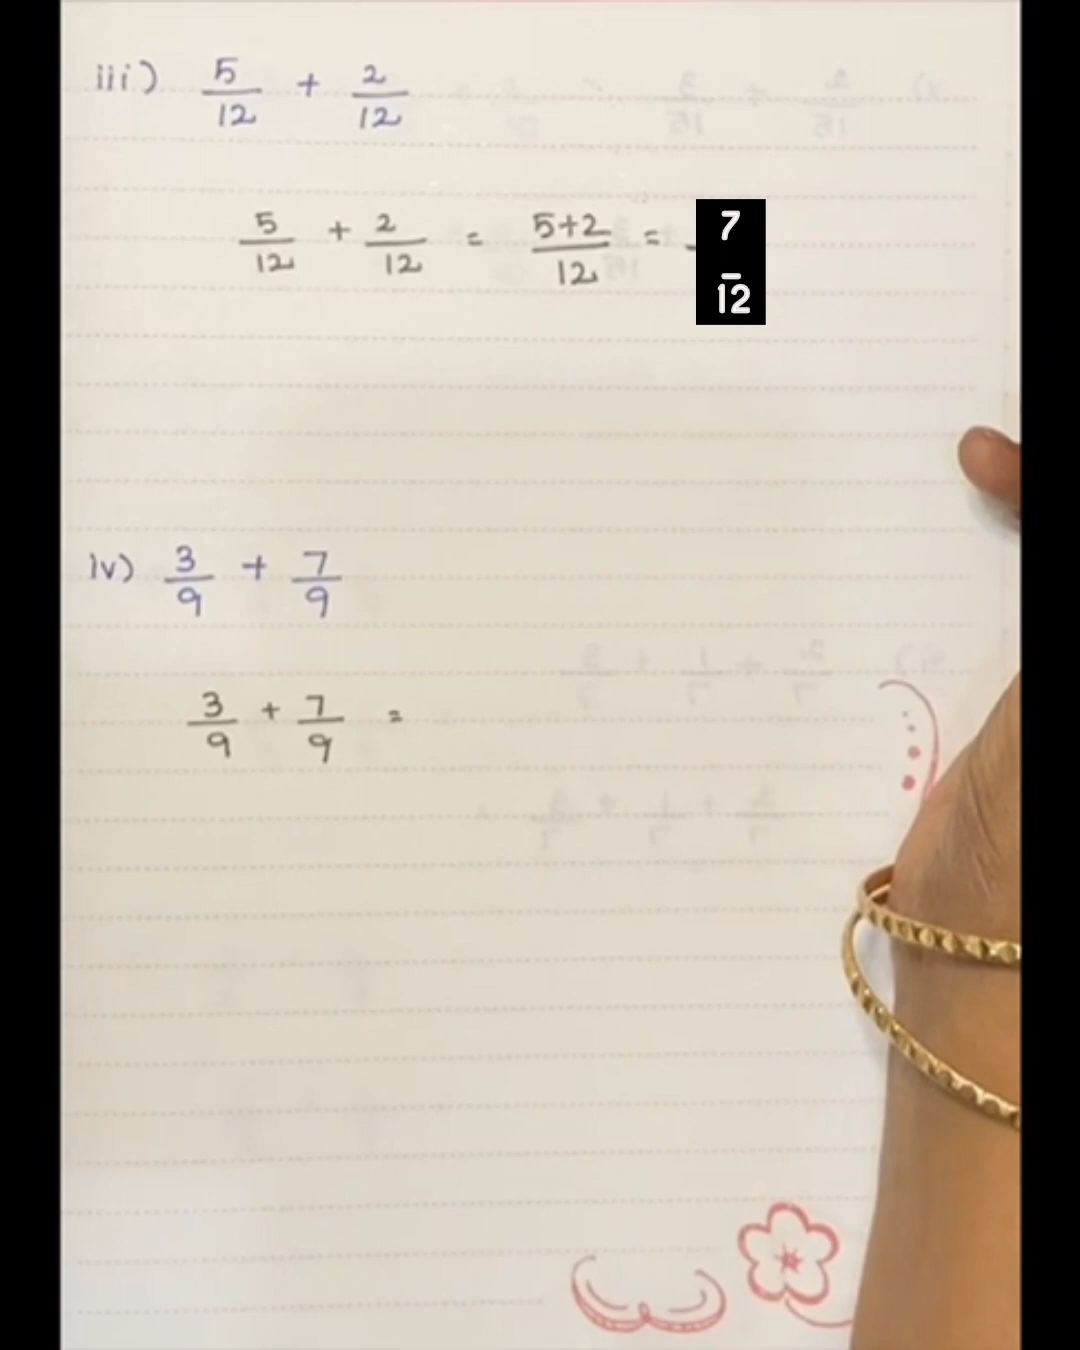 iii) 5/12 + 2/12
5/12 + 2/12 = 5+2/12 = 7/12
iv) 3/9 + 7/9
3/9 + 7/9 =